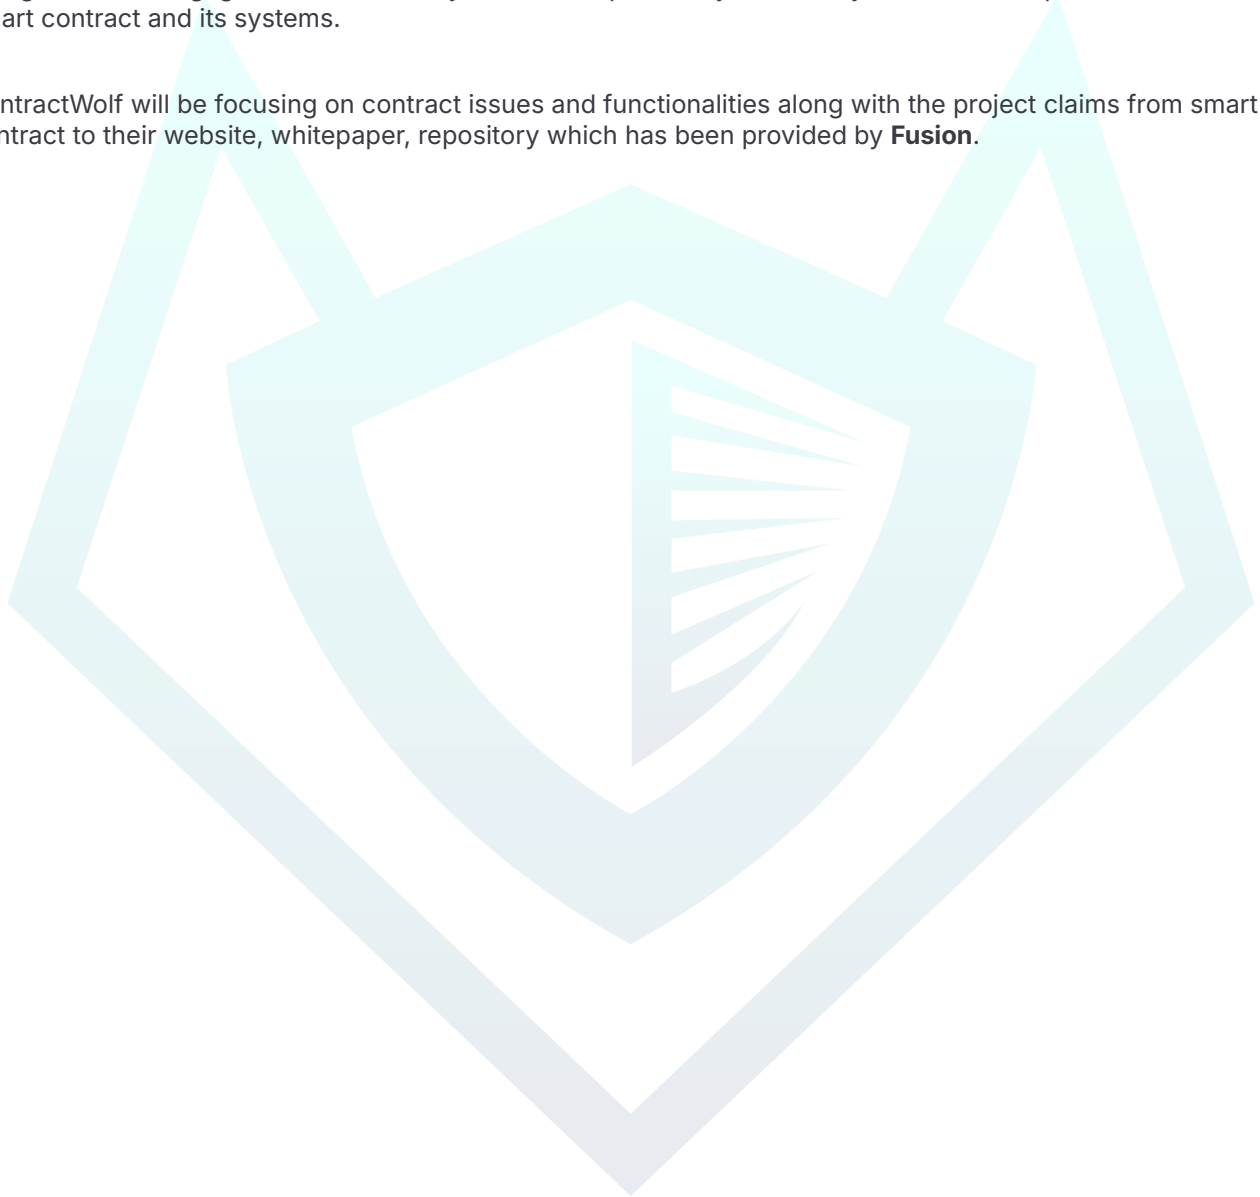 art contract and its systems.
ntractWolf will be focusing on contract issues and functionalities along with the project claims from smart
ntract to their website, whitepaper, repository which has been provided by Fusion.